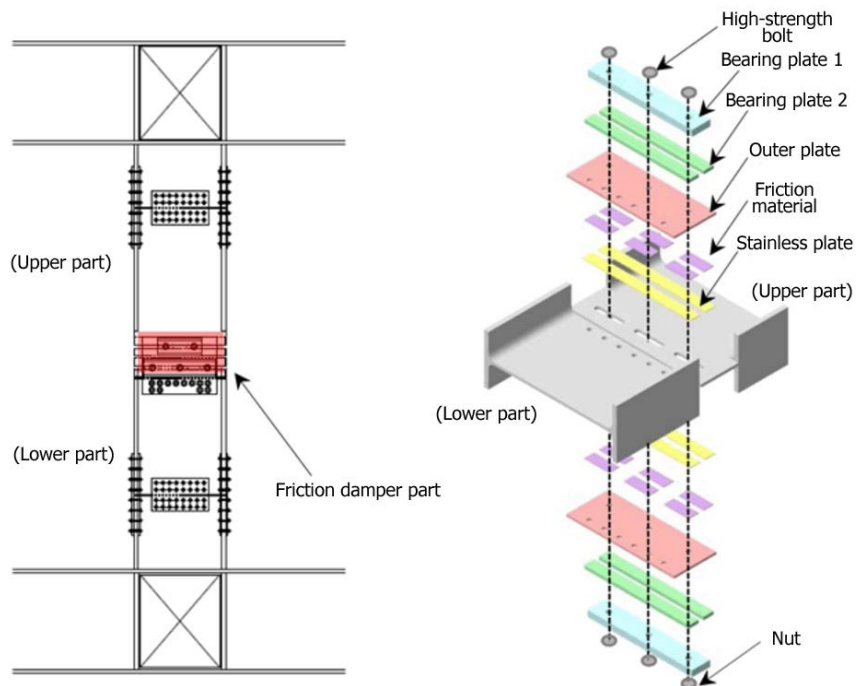 (Upper part)
(Lower part)
Friction damper part
High-strength
bolt
Bearing plate 1
Bearing plate 2
Outer plate
Friction
material
Stainless plate
(Upper part)
(Lower part)
Nut